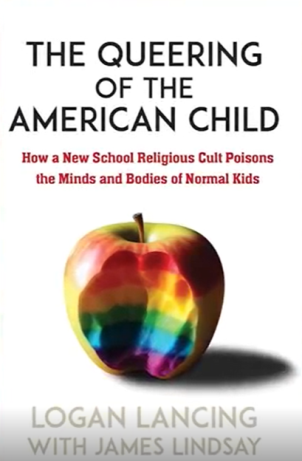 THE QUEERING
OF THE
AMERICAN CHILD
How a New School Religious Cult Poisons
the Minds and Bodies of Normal Kids
LOGAN LANCING
WITH JAMES LINDSAY